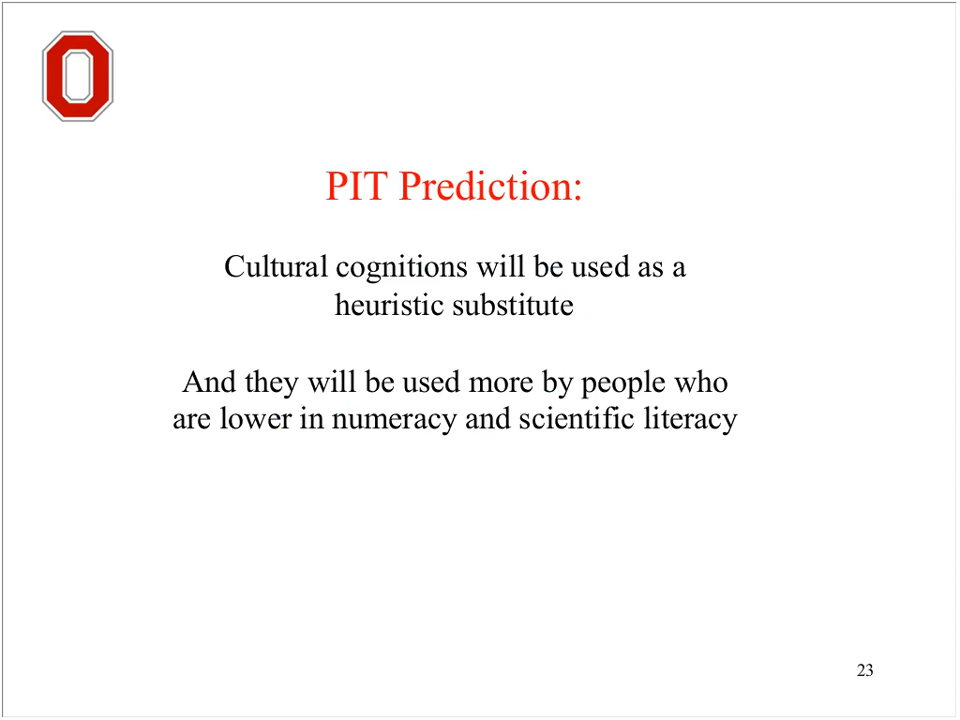 PIT Prediction:
Cultural cognitions will be used as a
heuristic substitute
And they will be used more by people who
are lower in numeracy and scientific literacy
23